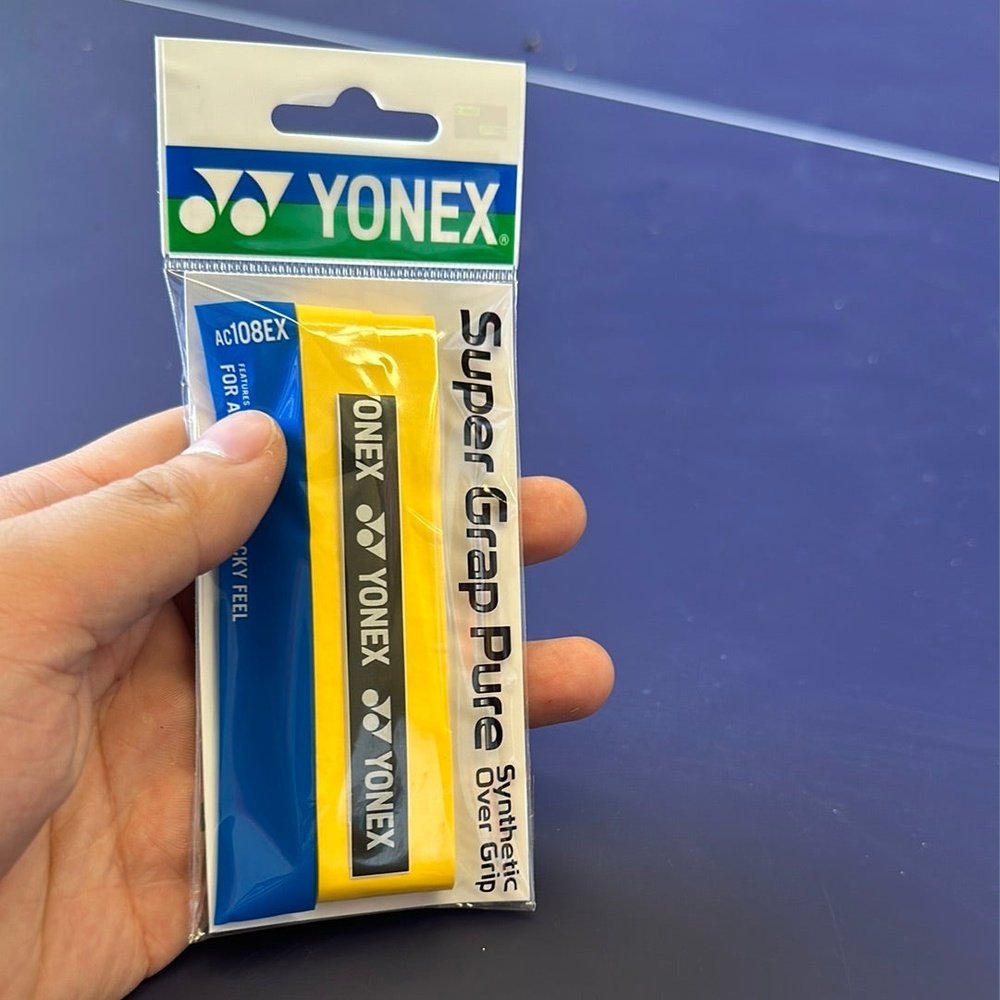 YONEX®
AC108EX
FEATURES
FOR A
CKY FEEL
YONEX
YONEX
YONEX
Super Grap Pure
Synthetic
Over Grip